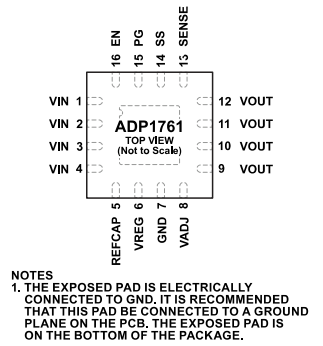 16 EN
15 PG
14 SS
13 SENSE
VIN 1
VIN 2
VIN 3
VIN 4
ADP1761
TOP VIEW
(Not to Scale)
12 VOUT
11 VOUT
10 VOUT
9 VOUT
REFCAP 5
VREG 6
GND 7
VADJ 8
NOTES
1. THE EXPOSED PAD IS ELECTRICALLY
CONNECTED TO GND. IT IS RECOMMENDED
THAT THIS PAD BE CONNECTED TO A GROUND
PLANE ON THE PCB. THE EXPOSED PAD IS
ON THE BOTTOM OF THE PACKAGE.